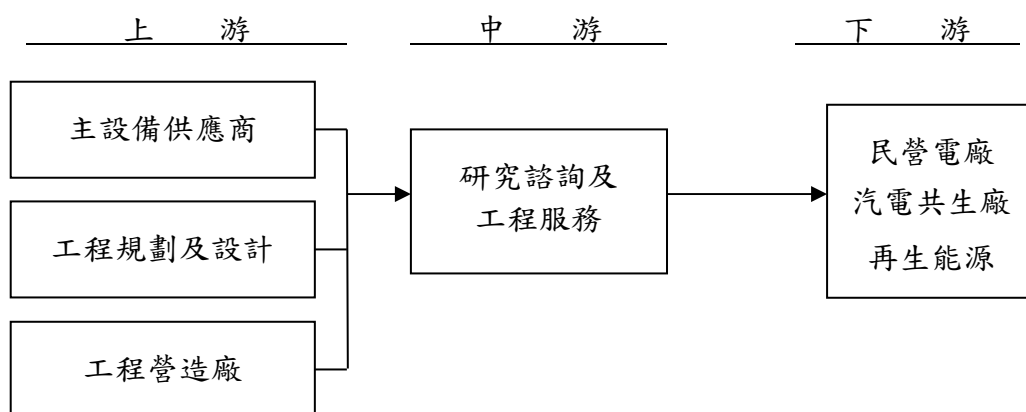 上 游
中 游
下 游
主設備供應商
工程規劃及設計
工程營造廠
研究諮詢及
工程服務
民營電廠
汽電共生廠
再生能源